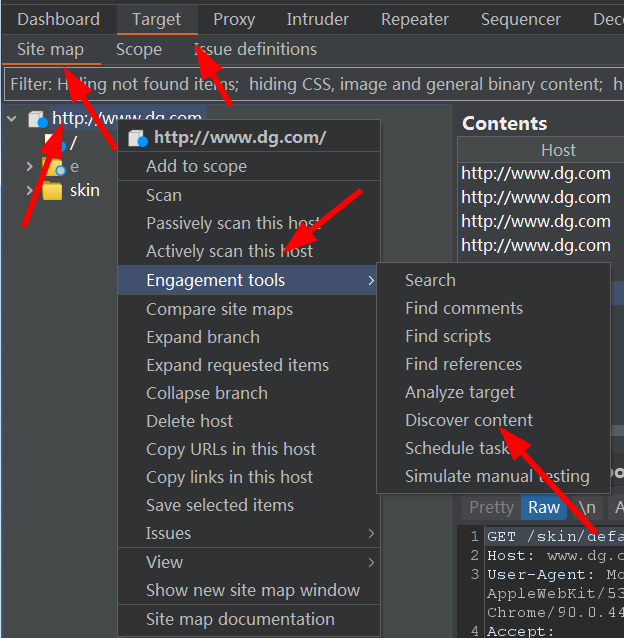 Dashboard Target Proxy Intruder Repeater Sequencer Dec
Site map Scope Issue definitions
Filter: Hiding not found items; hiding CSS, image and general binary content; h
http://www.dg.com
/
e
skin
http://www.dg.com/
Add to scope
Scan
Passively scan this host
Actively scan this host
Engagement tools
Compare site maps
Expand branch
Expand requested items
Collapse branch
Delete host
Copy URLs in this host
Copy links in this host
Save selected items
Issues
View
Show new site map window
Site map documentation
Search
Find comments
Find scripts
Find references
Analyze target
Discover content
Schedule task
Simulate manual testing
Contents
Host
http://www.dg.com
http://www.dg.com
http://www.dg.com
http://www.dg.com
Pretty Raw \n A
1 GET /skin/defa
2 Host: www.dg.c
3 User-Agent: Mo
AppleWebKit/53
Chrome/90.0.44
4 Accept: